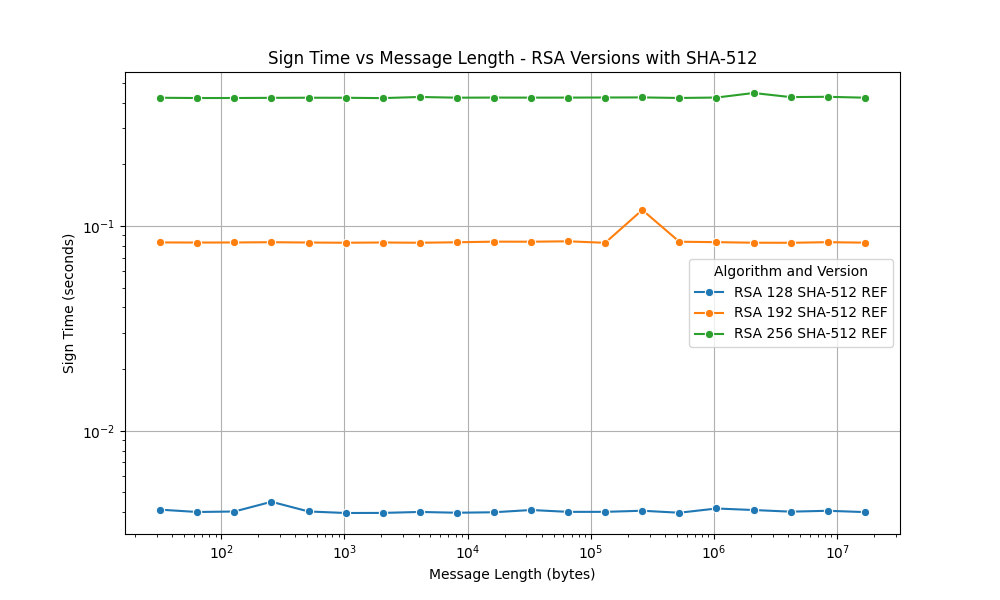 Sign Time vs Message Length - RSA Versions with SHA-512
Sign Time (seconds)
10⁻¹
10⁻²
Algorithm and Version
RSA 128 SHA-512 REF
RSA 192 SHA-512 REF
RSA 256 SHA-512 REF
10² 10³ 10⁴ 10⁵ 10⁶ 10⁷
Message Length (bytes)